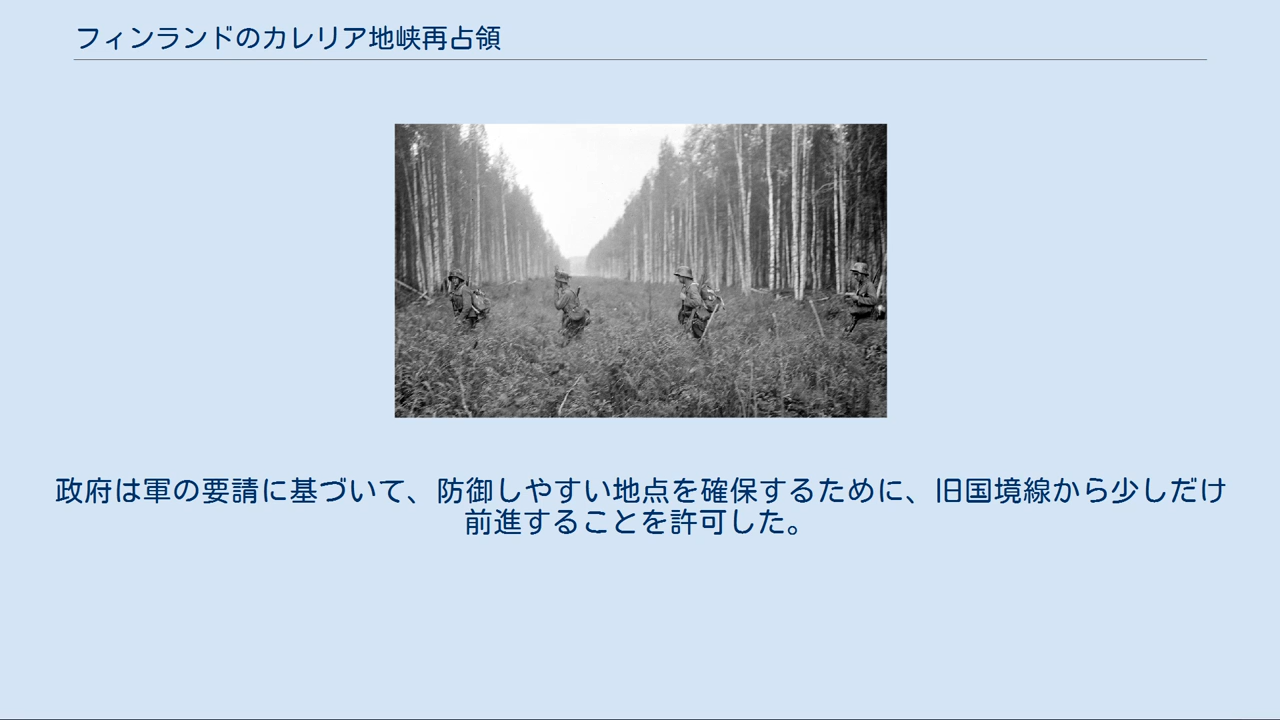 フィンランドのカレリア地峡再占領
政府は軍の要請に基づいて、防御しやすい地点を確保するために、旧国境線から少しだけ
前進することを許可した。